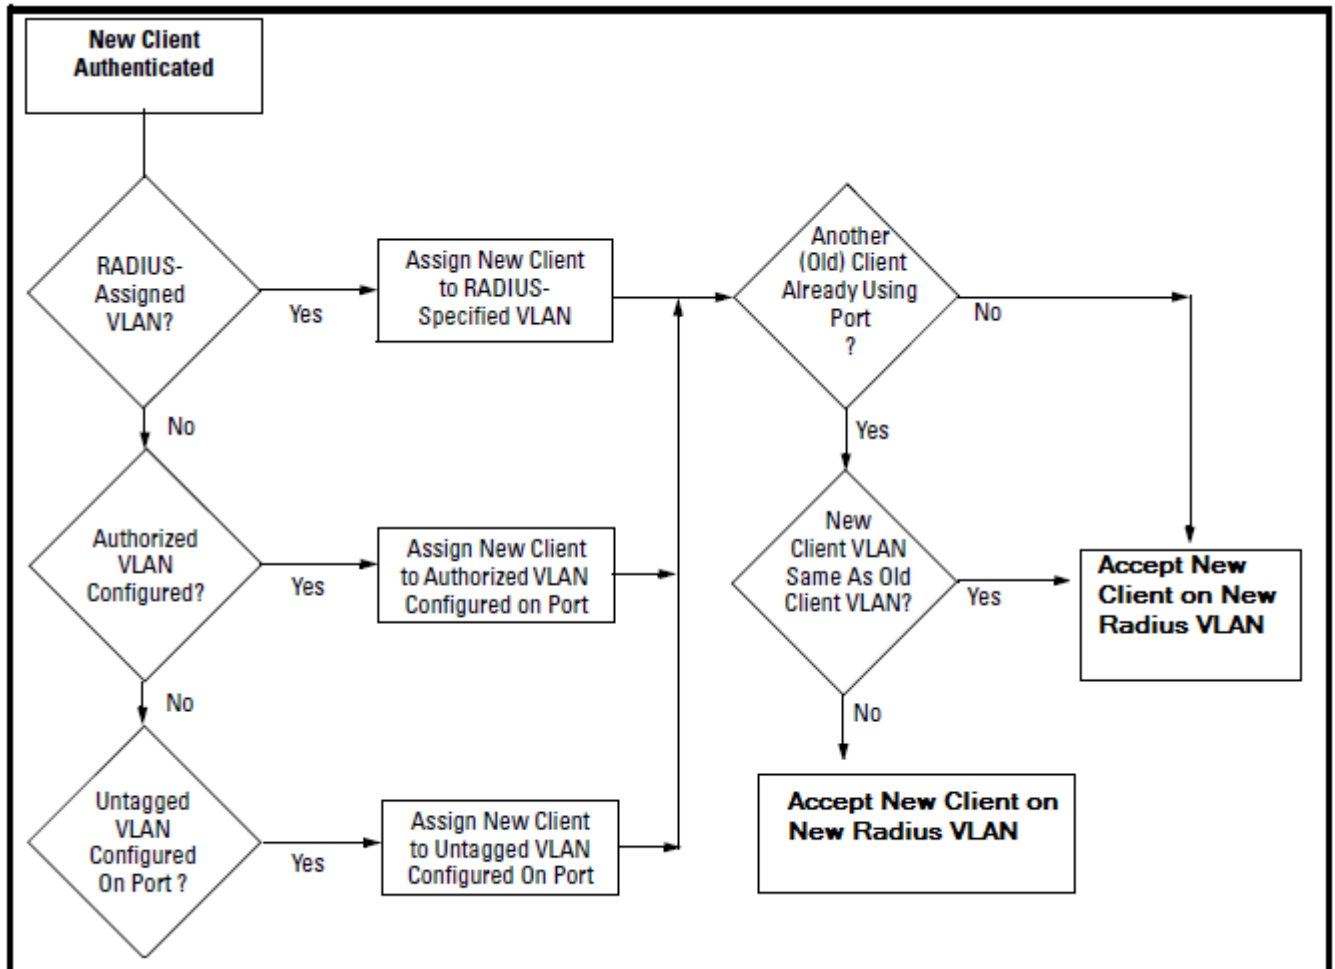 New Client
Authenticated
RADIUS-
Assigned
VLAN?
Yes
Assign New Client
to RADIUS-
Specified VLAN
No
Authorized
VLAN
Configured?
Yes
Assign New Client
to Authorized VLAN
Configured on Port
No
Untagged
VLAN
Configured
On Port ?
Yes
Assign New Client
to Untagged VLAN
Configured On Port
Another
(Old) Client
Already Using
Port
?
No
Yes
New
Client VLAN
Same As Old
Client VLAN?
Yes
Accept New
Client on New
Radius VLAN
No
Accept New Client on
New Radius VLAN